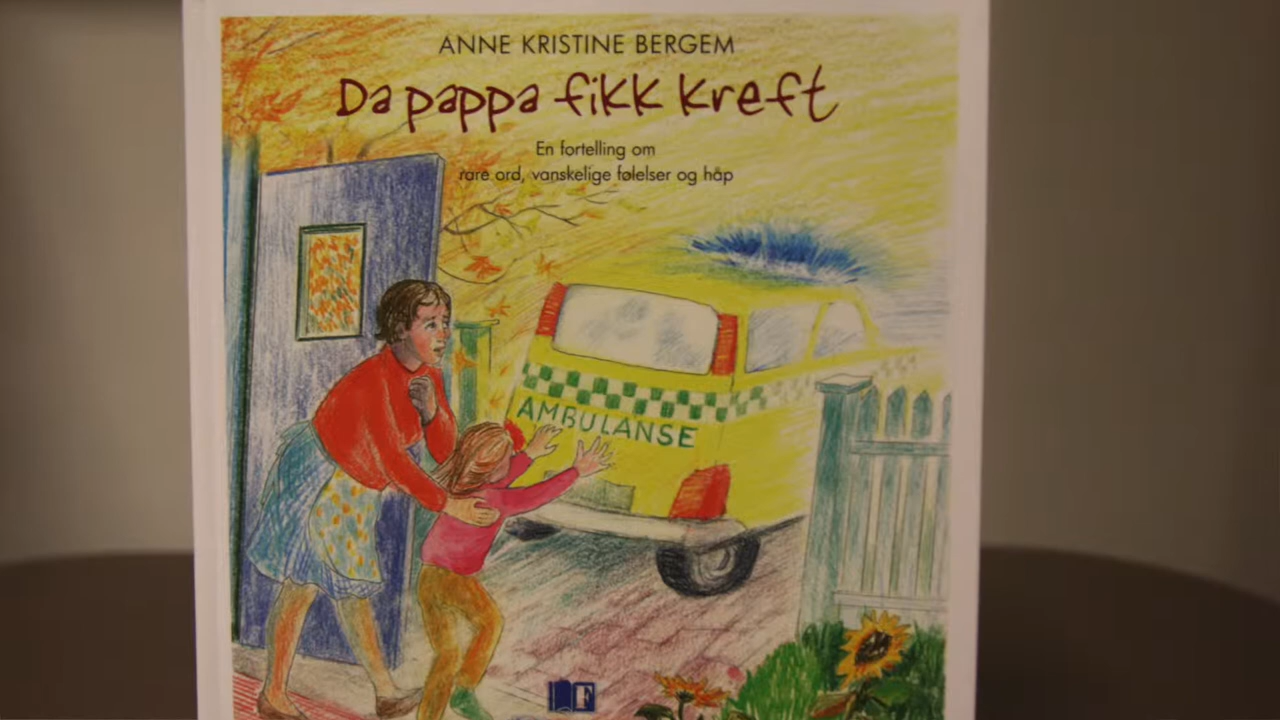 ANNE KRISTINE BERGEM
Da pappa fikk kreft
En fortelling om
rare ord, vanskelige følelser og håp
AMBULANSE
F